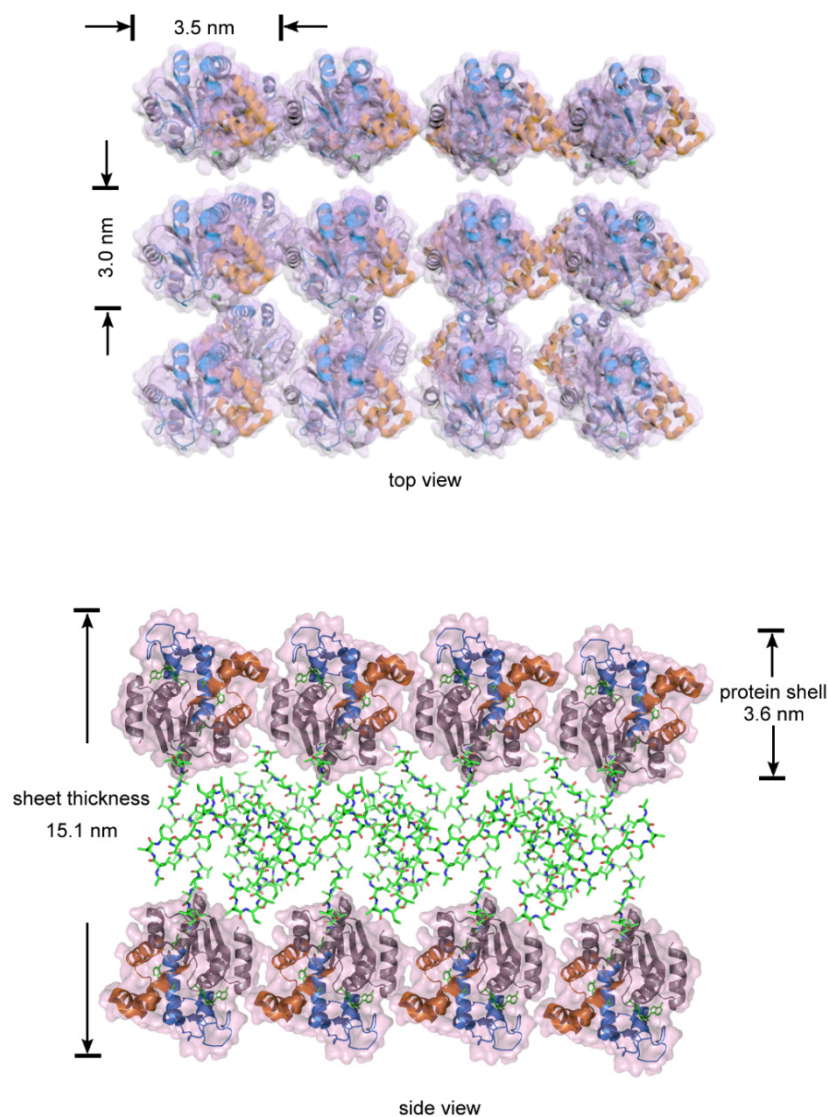 3.5 nm
3.0 nm
top view
protein shell
3.6 nm
sheet thickness
15.1 nm
side view